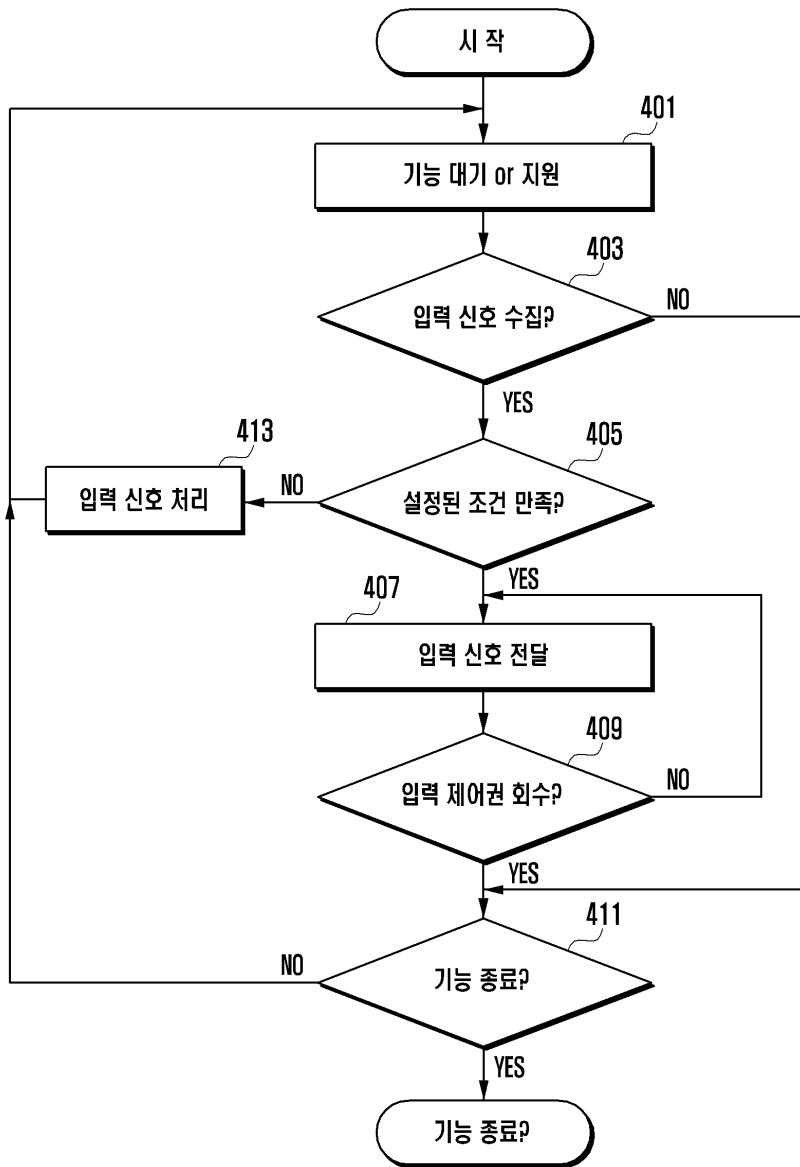 시 작
401
기능 대기 or 지원
403
입력 신호 수집?
NO
YES
413
405
입력 신호 처리
NO
설정된 조건 만족?
YES
407
입력 신호 전달
409
입력 제어권 회수?
NO
YES
411
NO
기능 종료?
YES
기능 종료?